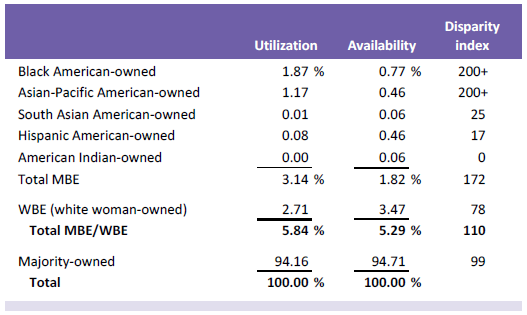 Disparity
Utilization Availability index
Black American-owned 1.87 % 0.77 % 200+
Asian-Pacific American-owned 1.17 0.46 200+
South Asian American-owned 0.01 0.06 25
Hispanic American-owned 0.08 0.46 17
American Indian-owned 0.00 0.06 0
Total MBE 3.14 % 1.82 % 172
WBE (white woman-owned) 2.71 3.47 78
Total MBE/WBE 5.84 % 5.29 % 110
Majority-owned 94.16 94.71 99
Total 100.00 % 100.00 %